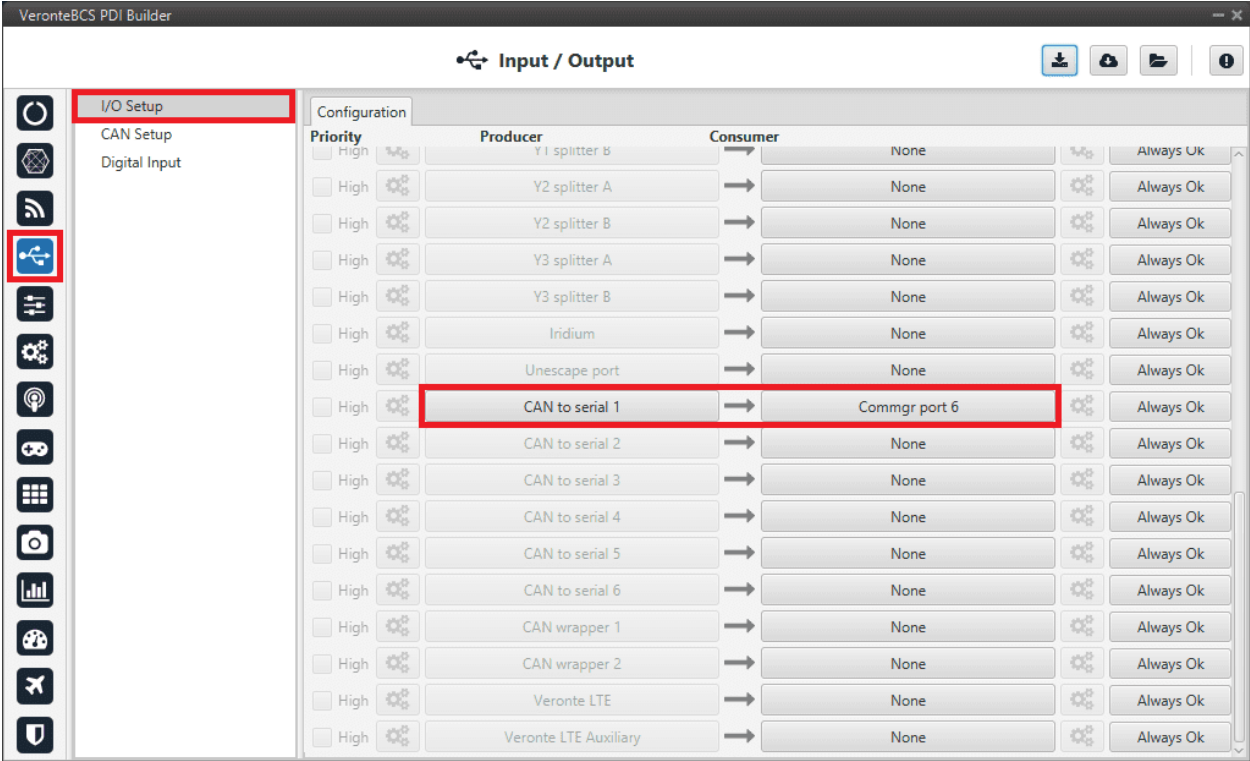 VeronteBCS PDI Builder
Input / Output
I/O Setup
CAN Setup
Digital Input
Configuration
Priority Producer Consumer
High Y1 splitter B None Always Ok
High Y2 splitter A None Always Ok
High Y2 splitter B None Always Ok
High Y3 splitter A None Always Ok
High Y3 splitter B None Always Ok
High Iridium None Always Ok
High Unescape port None Always Ok
High CAN to serial 1 Commgr port 6 Always Ok
High CAN to serial 2 None Always Ok
High CAN to serial 3 None Always Ok
High CAN to serial 4 None Always Ok
High CAN to serial 5 None Always Ok
High CAN to serial 6 None Always Ok
High CAN wrapper 1 None Always Ok
High CAN wrapper 2 None Always Ok
High Veronte LTE None Always Ok
High Veronte LTE Auxiliary None Always Ok